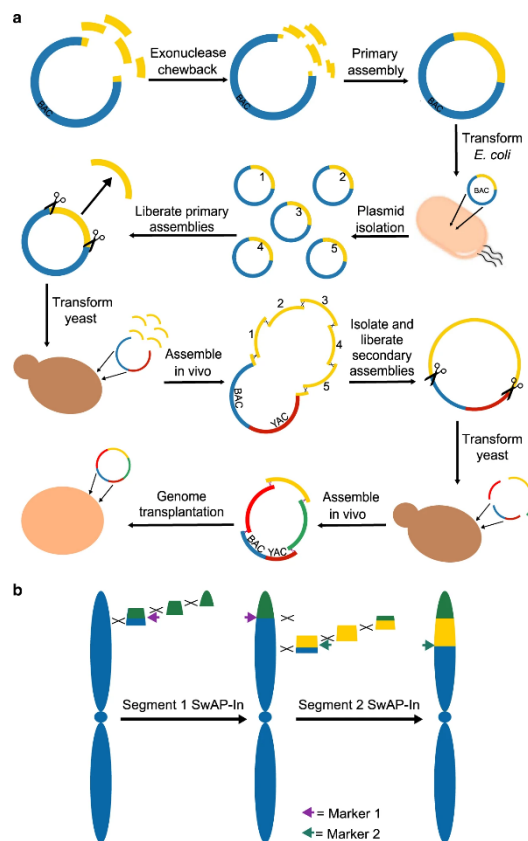 a
Exonuclease
chewback
Primary
assembly
BAC
BAC
BAC
Transform
E. coli
BAC
Plasmid
isolation
1
2
3
4
5
Liberate primary
assemblies
Transform
yeast
Assemble
in vivo
1
2
3
4
5
BAC
YAC
Isolate and
liberate
secondary
assemblies
Transform
yeast
Assemble
in vivo
BAC
YAC
Genome
transplantation
b
Segment 1 SwAP-In
Segment 2 SwAP-In
= Marker 1
= Marker 2